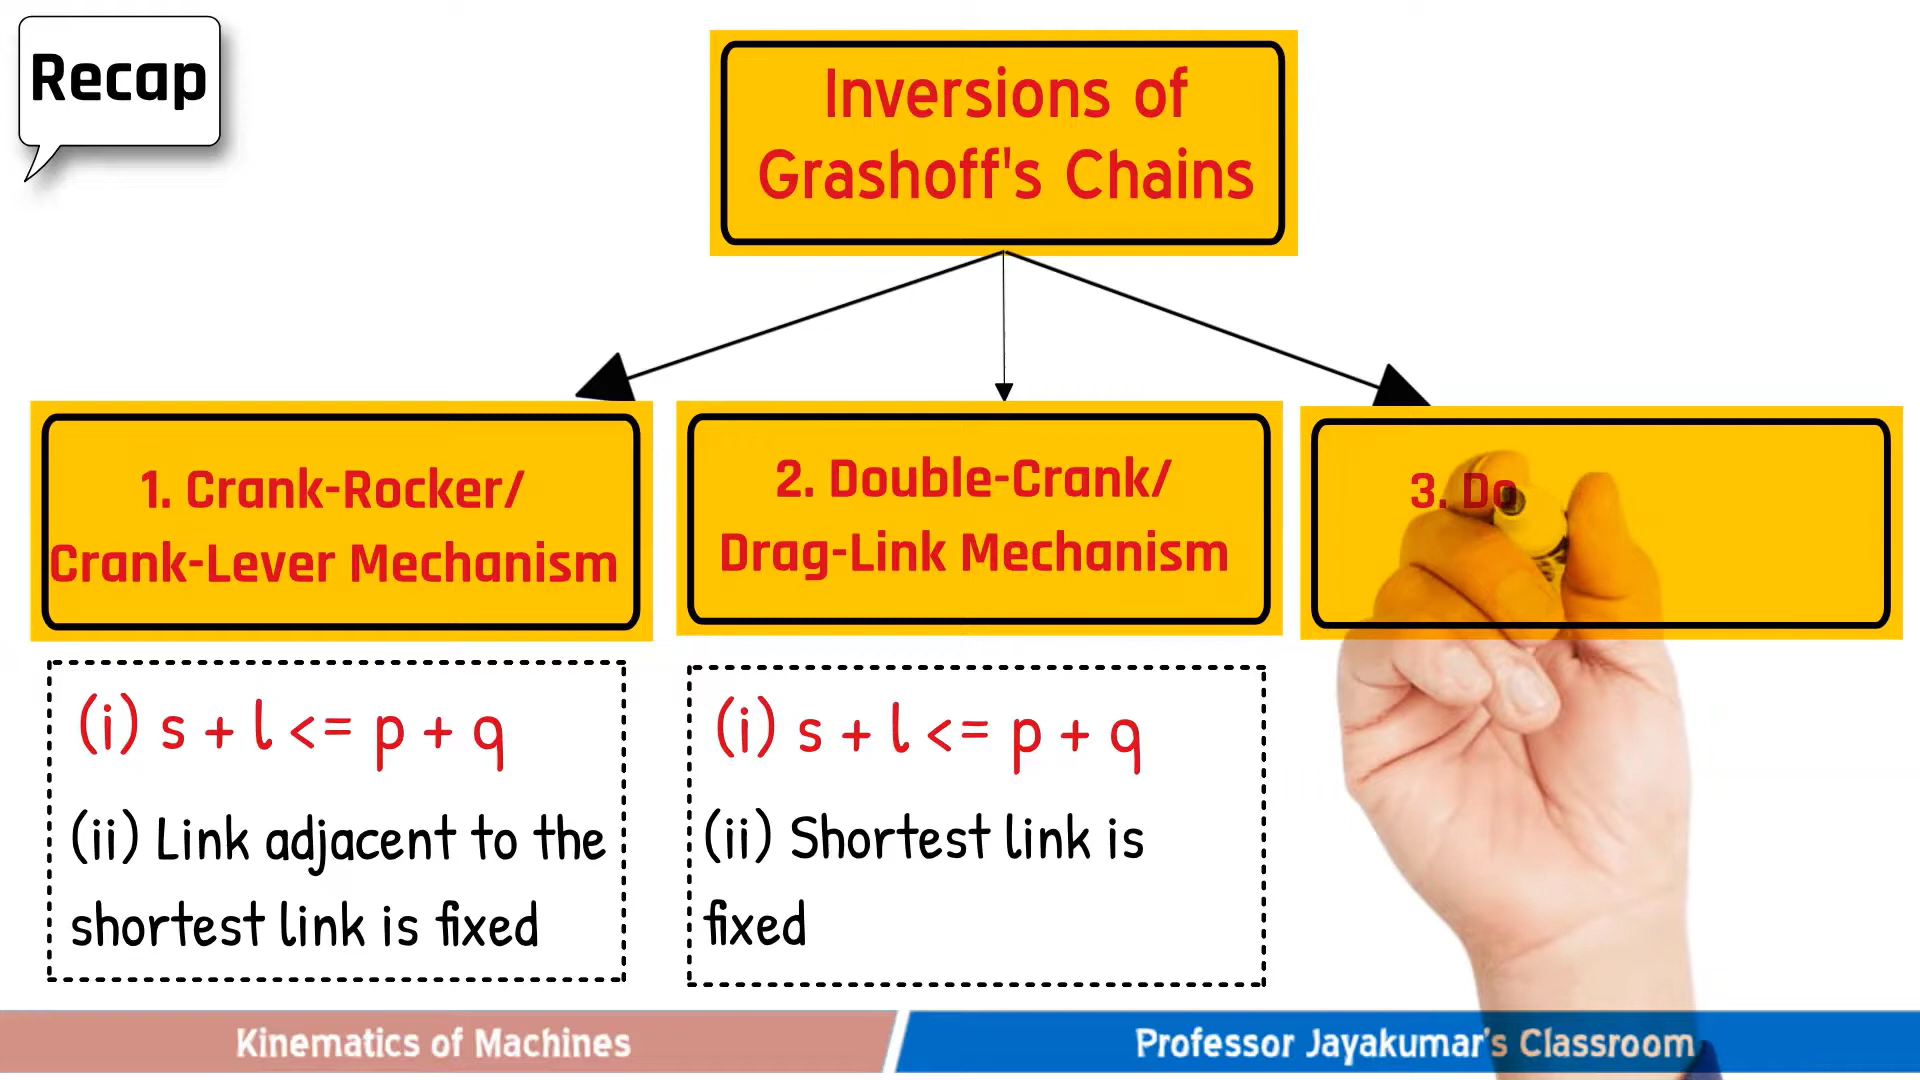 Recap
Inversions of
Grashoff's Chains
1. Crank-Rocker/
Crank-Lever Mechanism
2. Double-Crank/
Drag-Link Mechanism
3. Do
(i) s + l <= p + q
(ii) Link adjacent to the
shortest link is fixed
(i) s + l <= p + q
(ii) Shortest link is
fixed
Kinematics of Machines
Professor Jayakumar's Classroom